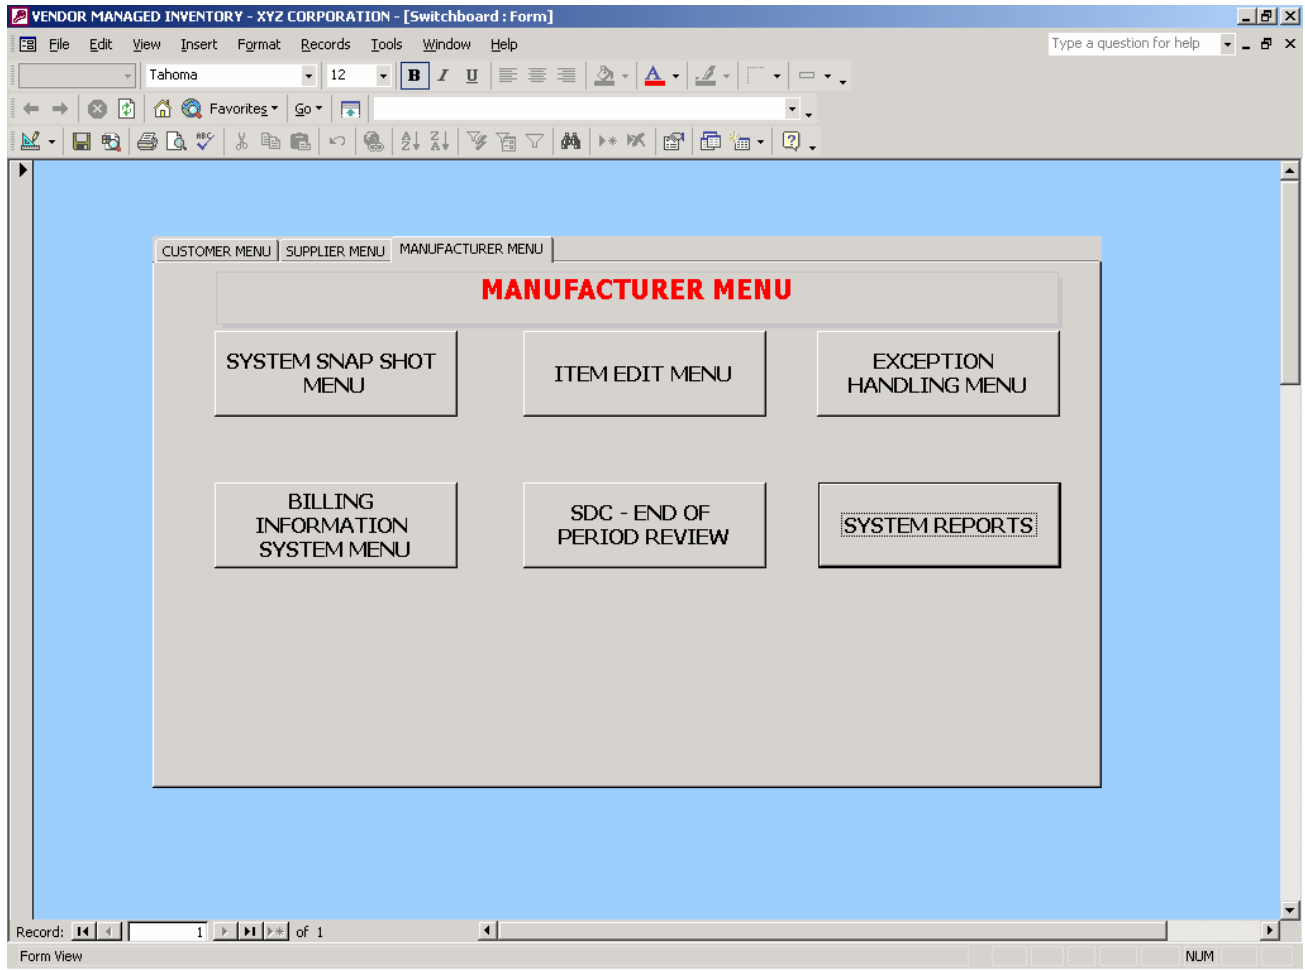 VENDOR MANAGED INVENTORY - XYZ CORPORATION - [Switchboard : Form]
File Edit View Insert Format Records Tools Window Help Type a question for help
Tahoma 12 B I U A
Favorites Go
ABC
CUSTOMER MENU SUPPLIER MENU MANUFACTURER MENU
MANUFACTURER MENU
SYSTEM SNAP SHOT
MENU
ITEM EDIT MENU
EXCEPTION
HANDLING MENU
BILLING
INFORMATION
SYSTEM MENU
SDC - END OF
PERIOD REVIEW
SYSTEM REPORTS
Record: 1 of 1
Form View NUM